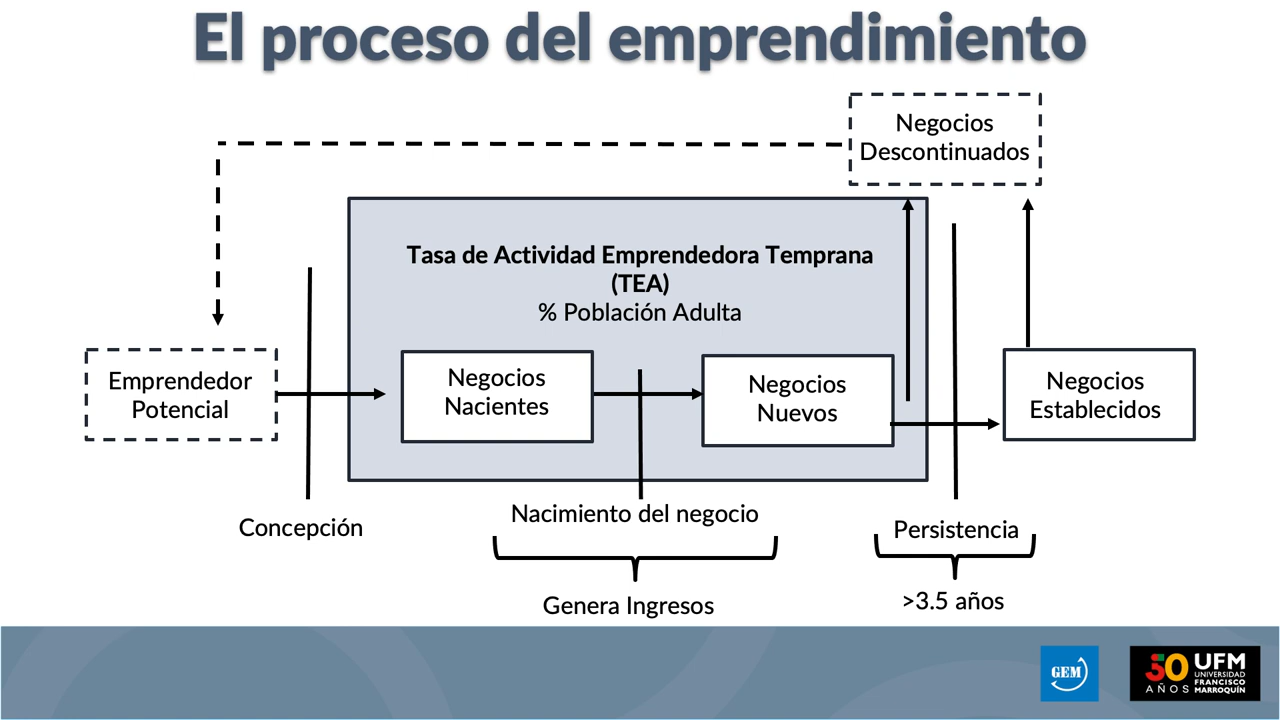 El proceso del emprendimiento
Negocios
Descontinuados
Tasa de Actividad Emprendedora Temprana
(TEA)
% Población Adulta
Emprendedor
Potencial
Negocios
Nacientes
Negocios
Nuevos
Negocios
Establecidos
Concepción
Nacimiento del negocio
Persistencia
Genera Ingresos
>3.5 años
GEM
50
AÑOS
UFM
UNIVERSIDAD
FRANCISCO
MARROQUÍN